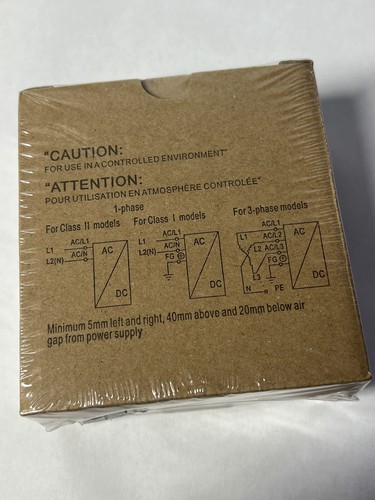 "CAUTION:
FOR USE IN A CONTROLLED ENVIRONMENT"
"ATTENTION:
POUR UTILISATION EN ATMOSPHÈRE CONTROLÉE"
1-phase
For Class II models
For Class I models
For 3-phase models
L1 AC/L1
L2(N) AC/N
AC
DC
L1 AC/L1
L2(N) AC/N
FG
AC
DC
AC/L1
L1 AC/L2
L2 AC/L3
FG
L3
N PE
AC
DC
Minimum 5mm left and right, 40mm above and 20mm below air
gap from power supply